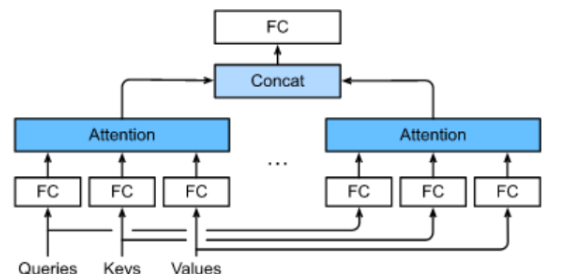 FC
Concat
Attention Attention
...
FC FC FC FC FC FC
Queries Keys Values